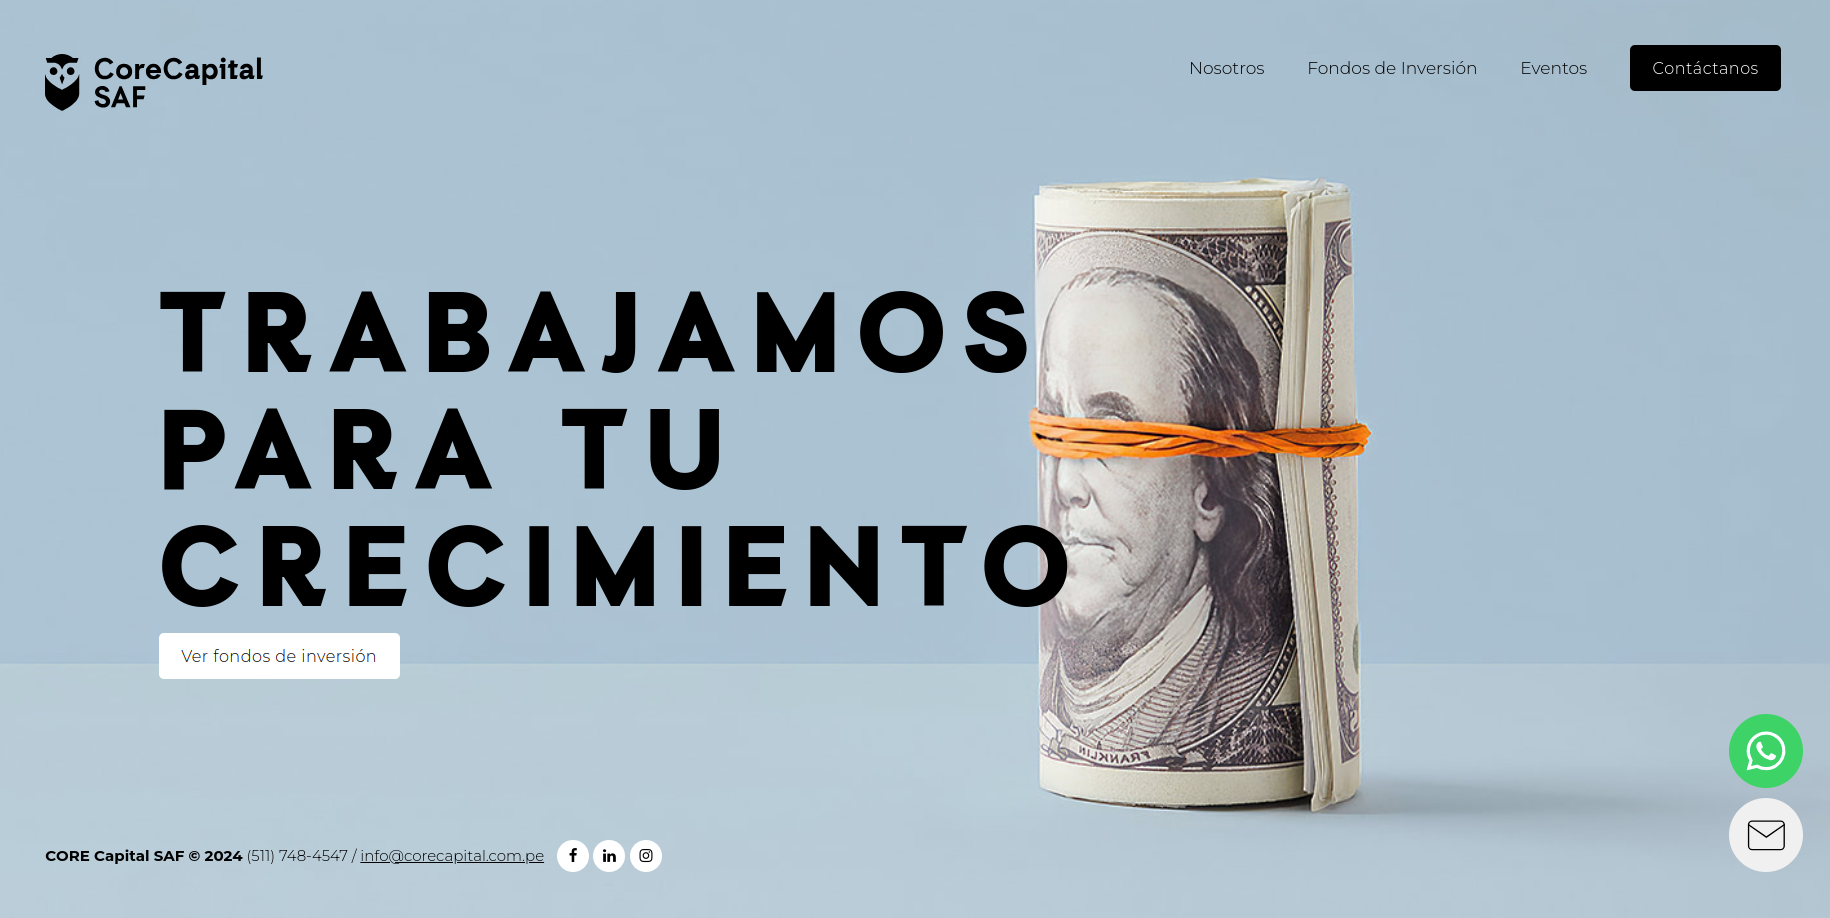 CoreCapital
SAF
Nosotros
Fondos de Inversión
Eventos
Contáctanos
TRABAJAMOS
PARA TU
CRECIMIENTO
Ver fondos de inversión
FRANKLIN
CORE Capital SAF © 2024 (511) 748-4547 / info@corecapital.com.pe